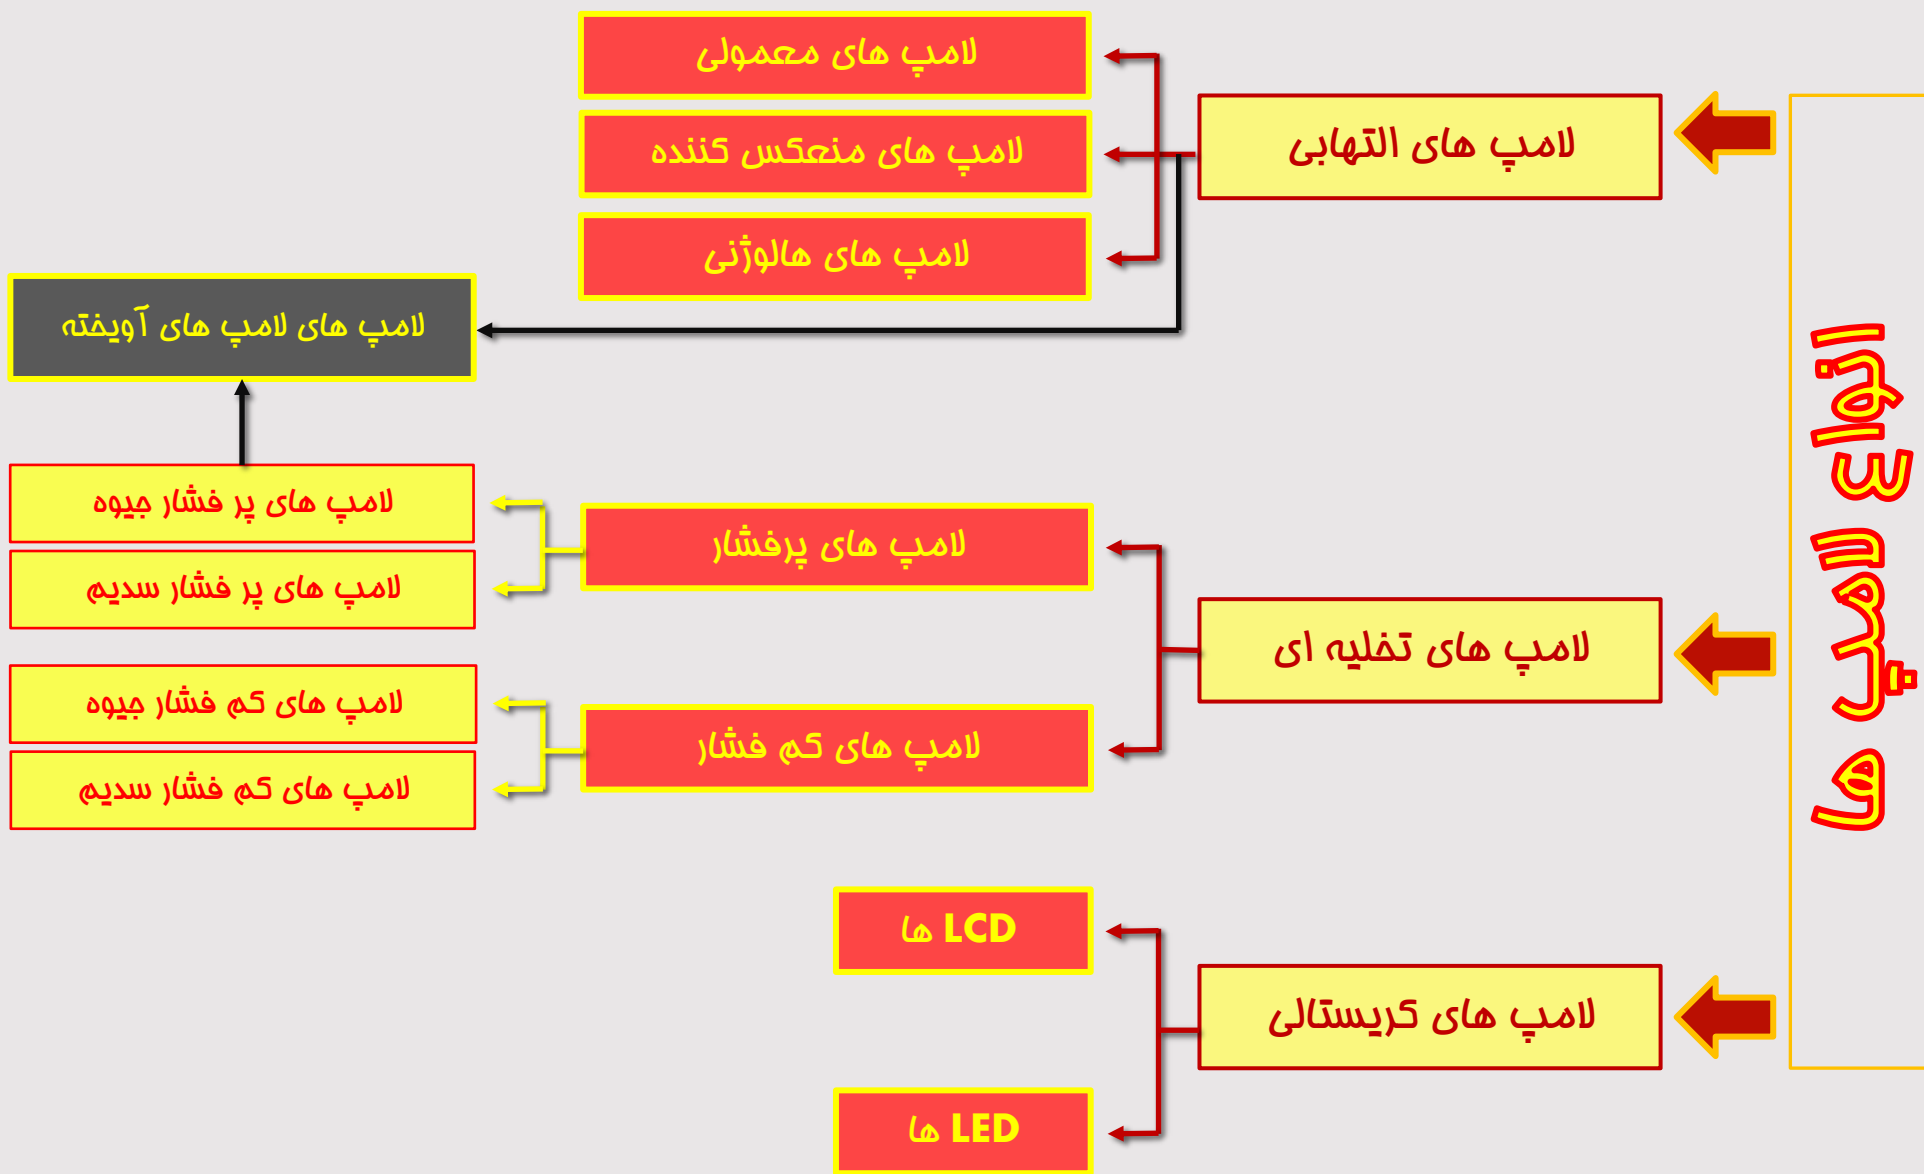 انواع لامپ ها
لامپ های التهابی
لامپ های معمولی
لامپ های منعکس کننده
لامپ های هالوژنی
لامپ های لامپ های آویخته
لامپ های تخلیه ای
لامپ های پرفشار
لامپ های پر فشار جیوه
لامپ های پر فشار سدیم
لامپ های کم فشار
لامپ های کم فشار جیوه
لامپ های کم فشار سدیم
لامپ های کریستالی
LCD ها
LED ها